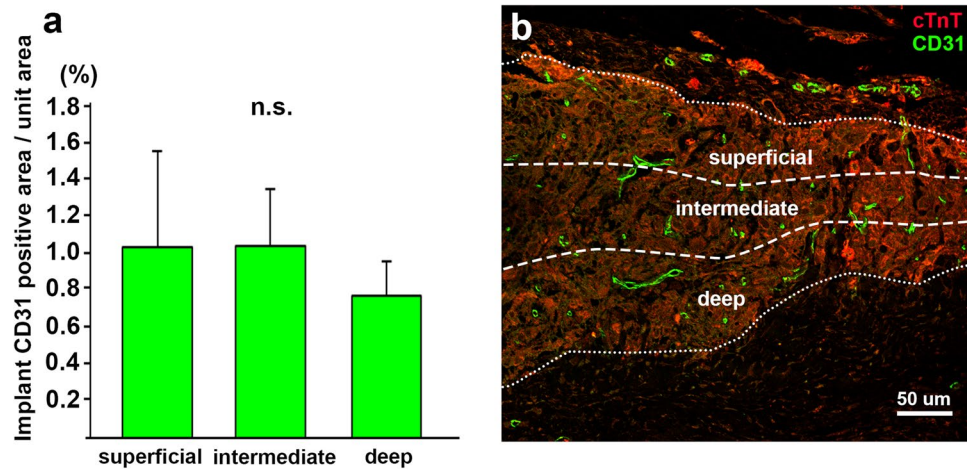 a
(%)
Implant CD31 positive area / unit area
1.8
1.6
1.4
1.2
1.0
0.8
0.6
0.4
0.2
n.s.
superficial intermediate deep
b
cTnT
CD31
superficial
intermediate
deep
50 um